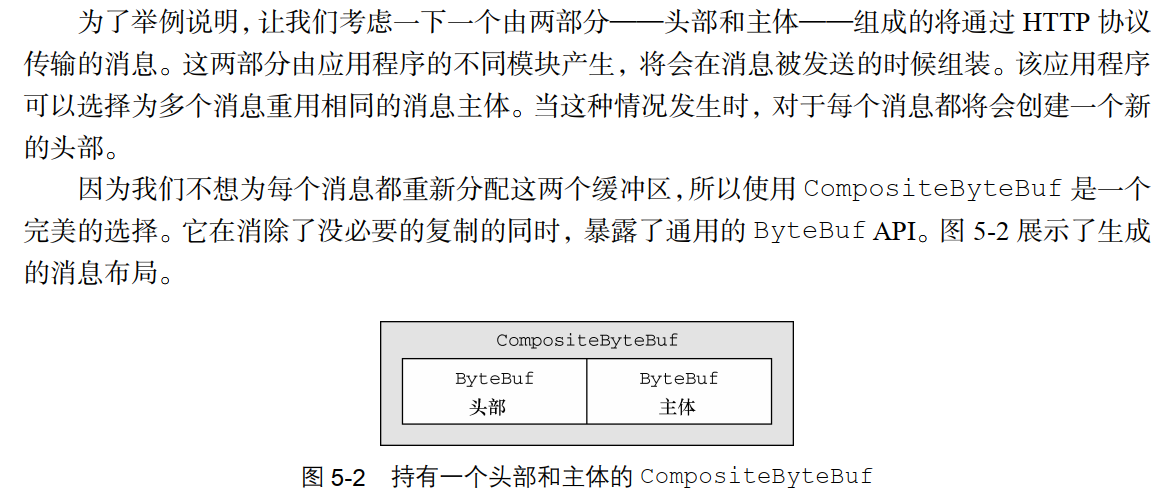 为了举例说明，让我们考虑一下一个由两部分——头部和主体——组成的将通过 HTTP 协议
传输的消息。这两部分由应用程序的不同模块产生，将会在消息被发送的时候组装。该应用程序
可以选择为多个消息重用相同的消息主体。当这种情况发生时，对于每个消息都将会创建一个新
的头部。
因为我们不想为每个消息都重新分配这两个缓冲区，所以使用 CompositeByteBuf 是一个
完美的选择。它在消除了没必要的复制的同时，暴露了通用的 ByteBuf API。图 5-2 展示了生成
的消息布局。
CompositeByteBuf
ByteBuf ByteBuf
头部 主体
图 5-2 持有一个头部和主体的 CompositeByteBuf